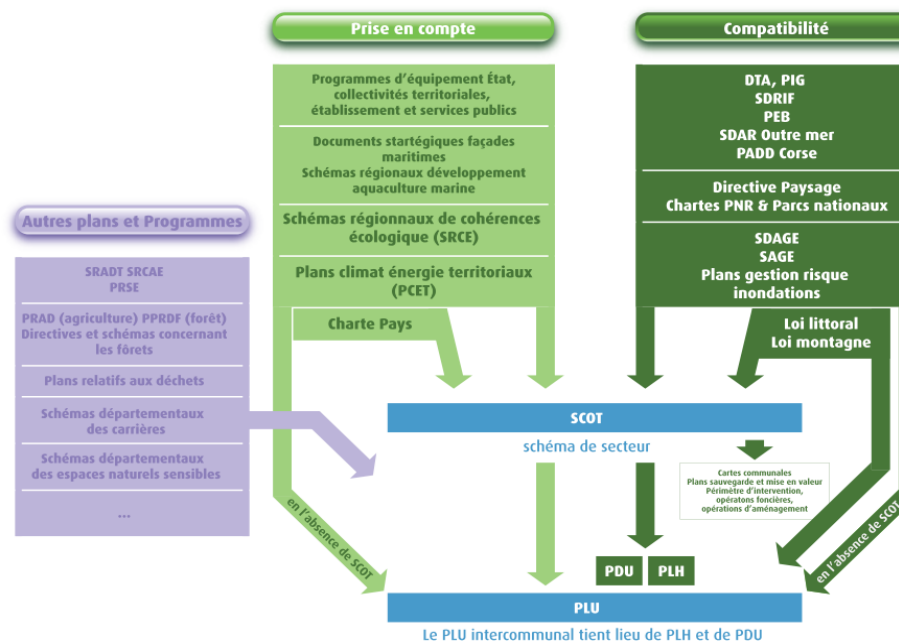 Prise en compte
Programmes d'équipement État,
collectivités territoriales,
établissement et services publics
Documents startégiques façades
maritimes
Schémas régionaux développement
aquaculture marine
Schémas régionnaux de cohérences
écologique (SRCE)
Plans climat énergie territoriaux
(PCET)
Charte Pays
Compatibilité
DTA, PIG
SDRIF
PEB
SDAR Outre mer
PADD Corse
Directive Paysage
Chartes PNR & Parcs nationaux
SDAGE
SAGE
Plans gestion risque
inondations
Loi littoral
Loi montagne
Autres plans et Programmes
SRADT SRCAE
PRSE
PRAD (agriculture) PPRDF (forêt)
Directives et schémas concernant
les fôrets
Plans relatifs aux déchets
Schémas départementaux
des carrières
Schémas départementaux
des espaces naturels sensibles
...
SCOT
schéma de secteur
Cartes communales
Plans sauvegarde et mise en valeur
Périmètre d'intervention,
opératons foncières,
opérations d'aménagement
en l'absence de SCOT
en l'absence de SCOT
PDU
PLH
PLU
Le PLU intercommunal tient lieu de PLH et de PDU